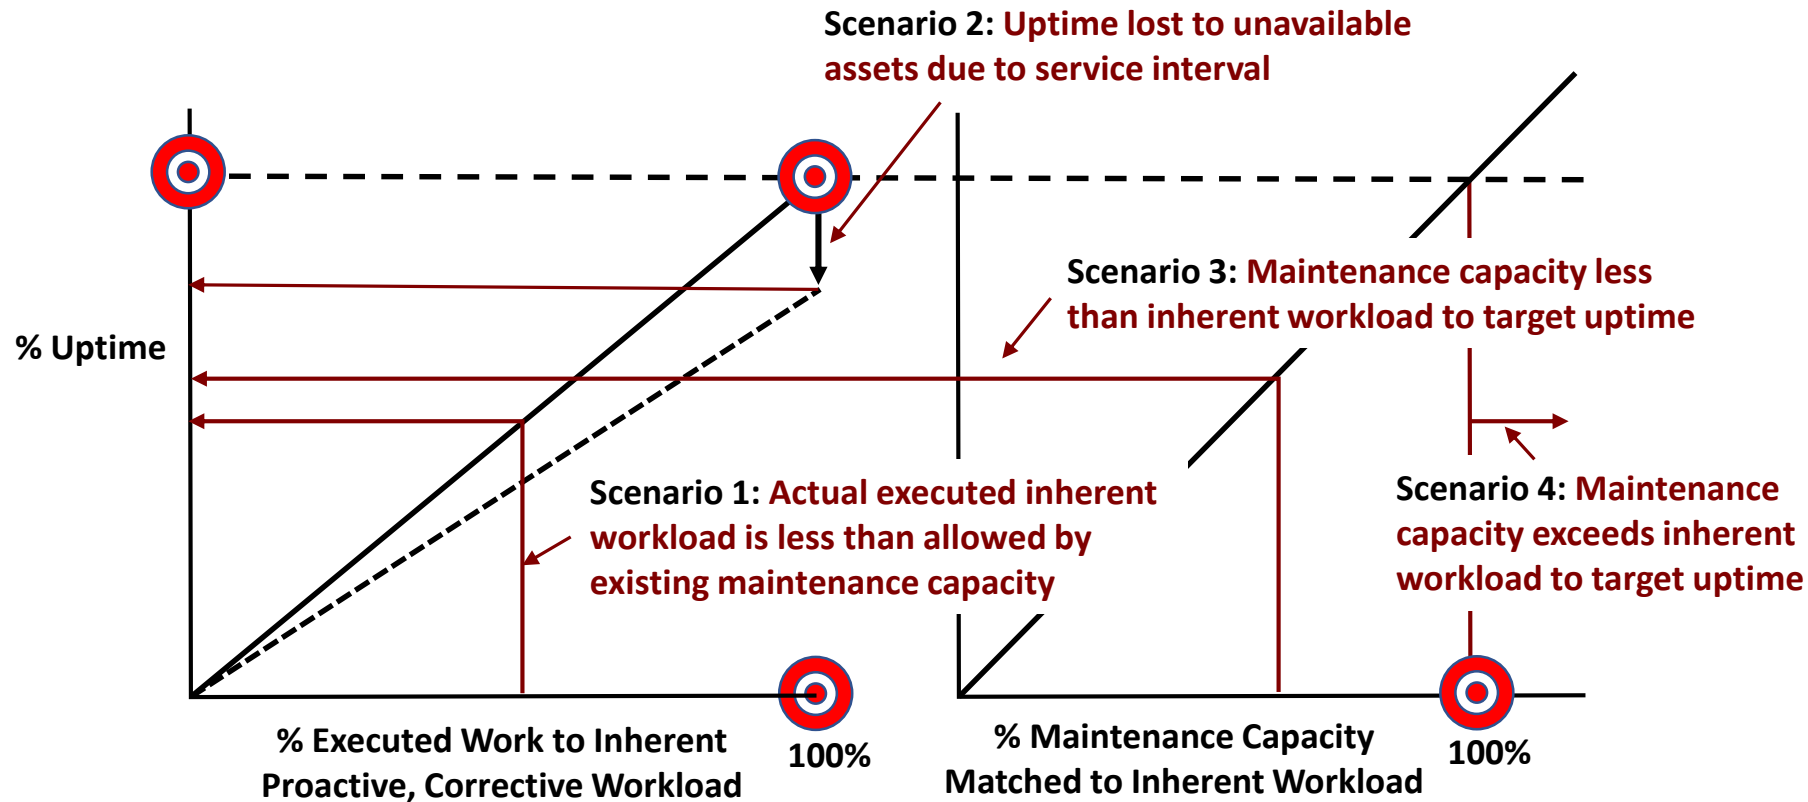 Scenario 2: Uptime lost to unavailable
assets due to service interval
Scenario 3: Maintenance capacity less
than inherent workload to target uptime
% Uptime
Scenario 1: Actual executed inherent
workload is less than allowed by
existing maintenance capacity
Scenario 4: Maintenance
capacity exceeds inherent
workload to target uptime
% Executed Work to Inherent
Proactive, Corrective Workload
100%
% Maintenance Capacity
Matched to Inherent Workload
100%